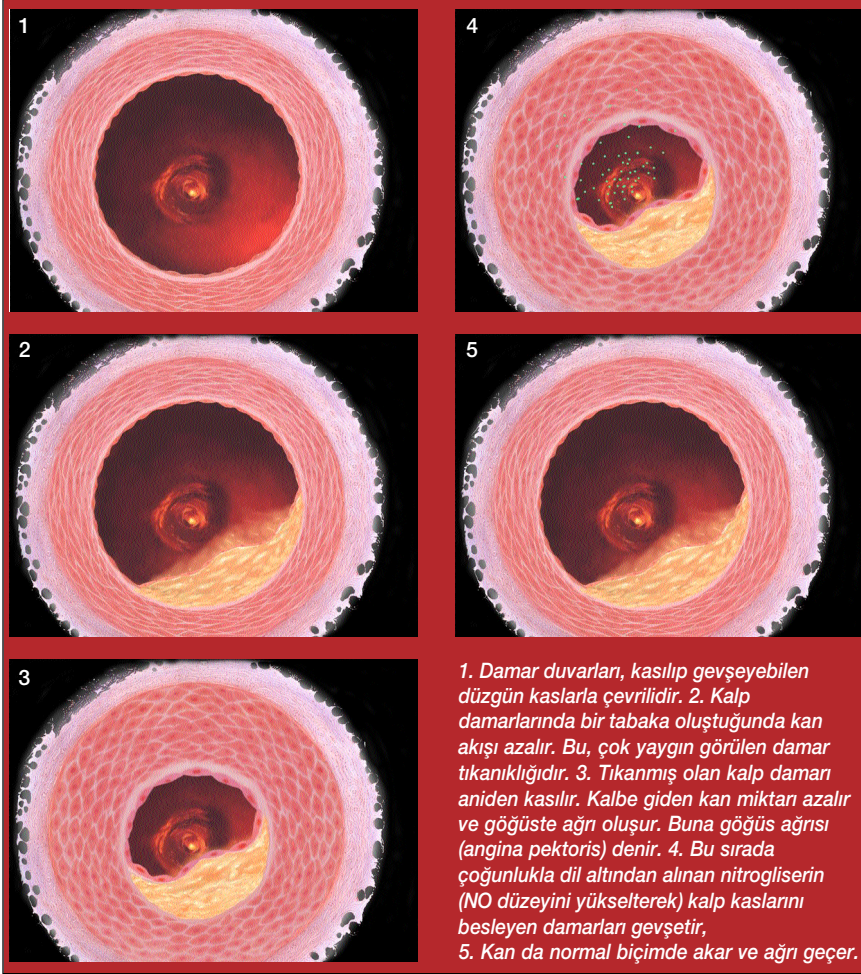 1
4
2
5
3
1. Damar duvarları, kasılıp gevşeyebilen
düzgün kaslarla çevrilidir. 2. Kalp
damarlarında bir tabaka oluştuğunda kan
akışı azalır. Bu, çok yaygın görülen damar
tıkanıklığıdır. 3. Tıkanmış olan kalp damarı
aniden kasılır. Kalbe giden kan miktarı azalır
ve göğüste ağrı oluşur. Buna göğüs ağrısı
(angina pektoris) denir. 4. Bu sırada
çoğunlukla dil altından alınan nitrogliserin
(NO düzeyini yükselterek) kalp kaslarını
besleyen damarları gevşetir,
5. Kan da normal biçimde akar ve ağrı geçer.